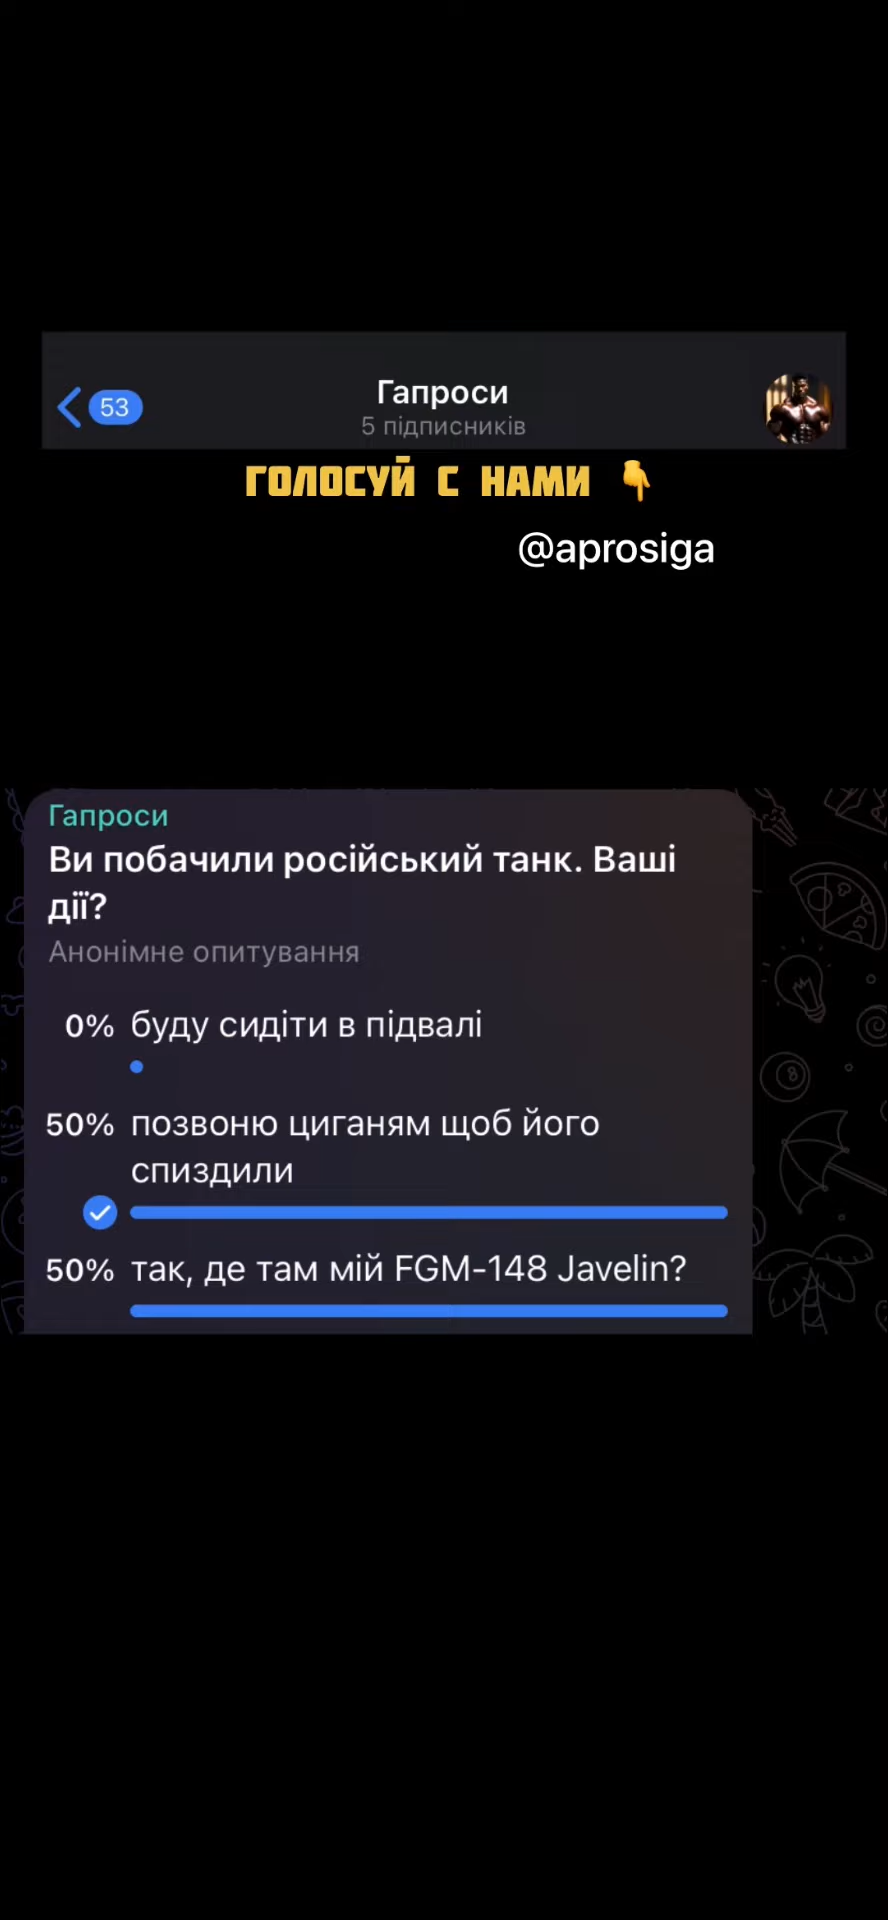 53
Гапроси
5 підписників
ГОЛОСУЙ С НАМИ 👇
@aprosiga
Гапроси
Ви побачили російський танк. Ваші
дії?
Анонімне опитування
0% буду сидіти в підвалі
50% позвоню циганям щоб його
спиздили
50% так, де там мій FGM-148 Javelin?